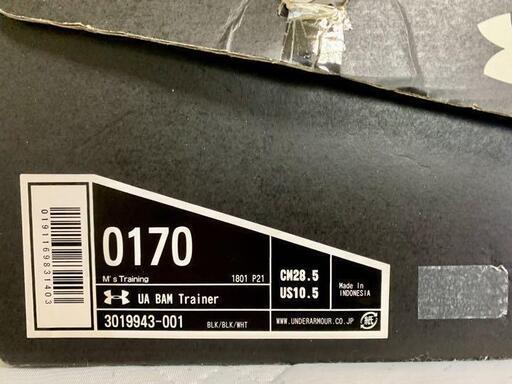 0191169831403
0170
M's Training 1801 P21
UA BAM Trainer
3019943-001
BLK/BLK/WHT
CM28.5
US10.5
Made In
INDONESIA
WWW.UNDERARMOUR.CO.JP